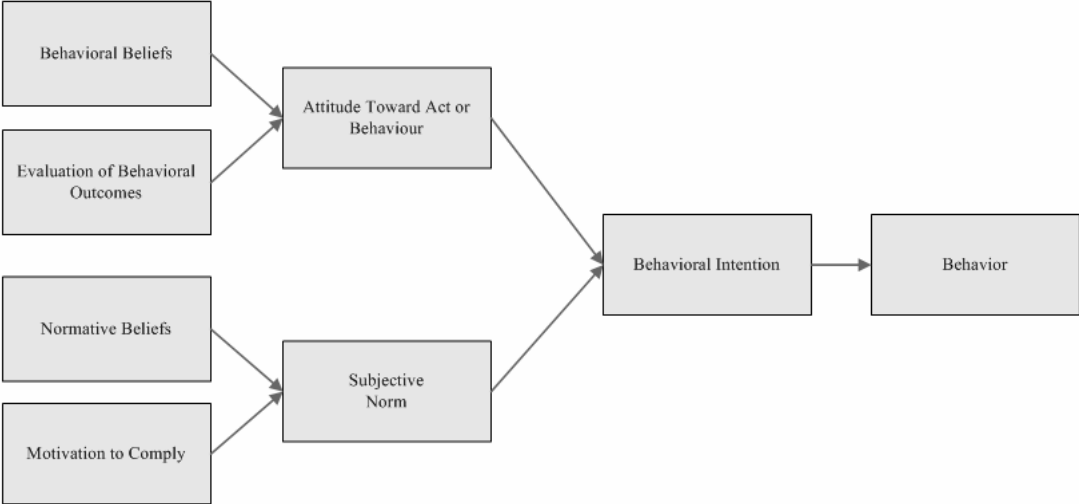 Behavioral Beliefs
Attitude Toward Act or
Behaviour
Evaluation of Behavioral
Outcomes
Behavioral Intention
Behavior
Normative Beliefs
Subjective
Norm
Motivation to Comply